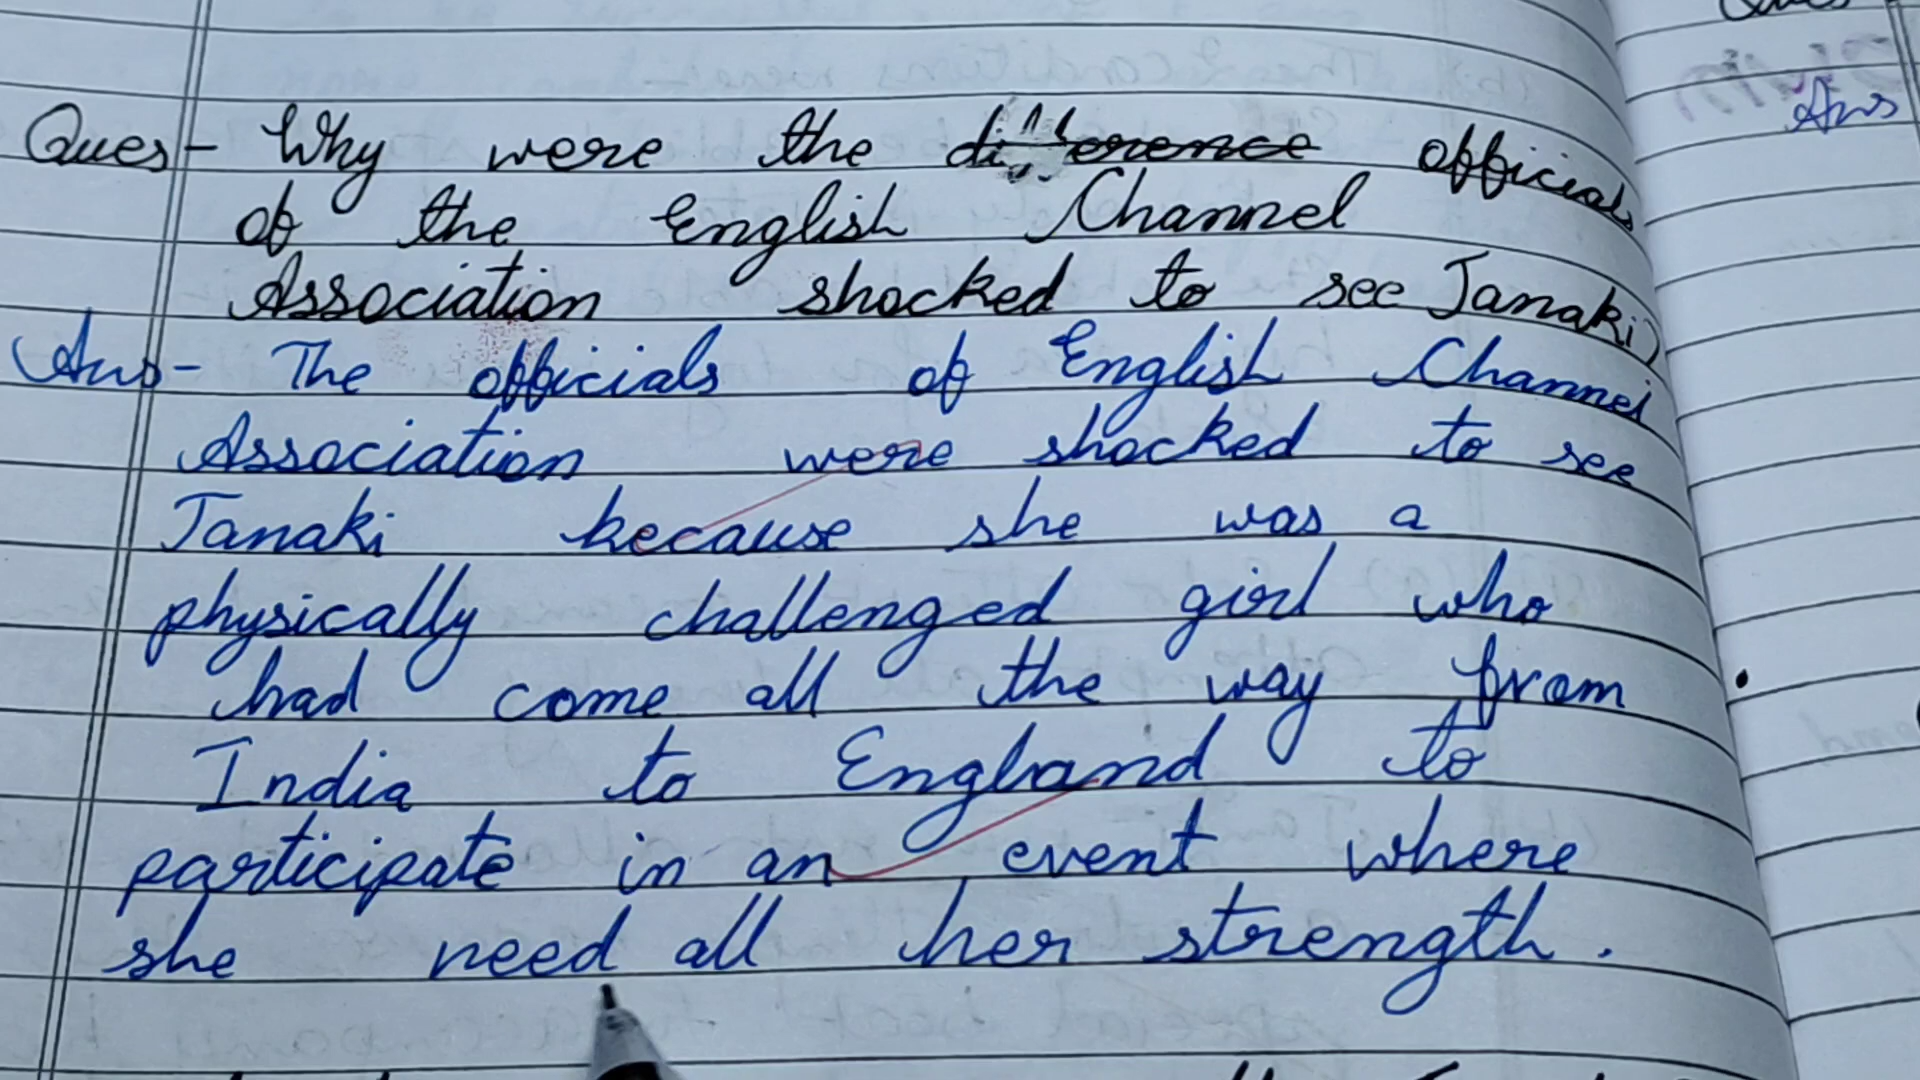 Ques- Why were the difference officials
of the English Channel
Association shocked to see Janaki)
Ans- The officials of English Channel
Association were shocked to see
Janaki because she was a
physically challenged girl who
had come all the way from
India to England to
participate in an event where
she need all her strength.
Ans